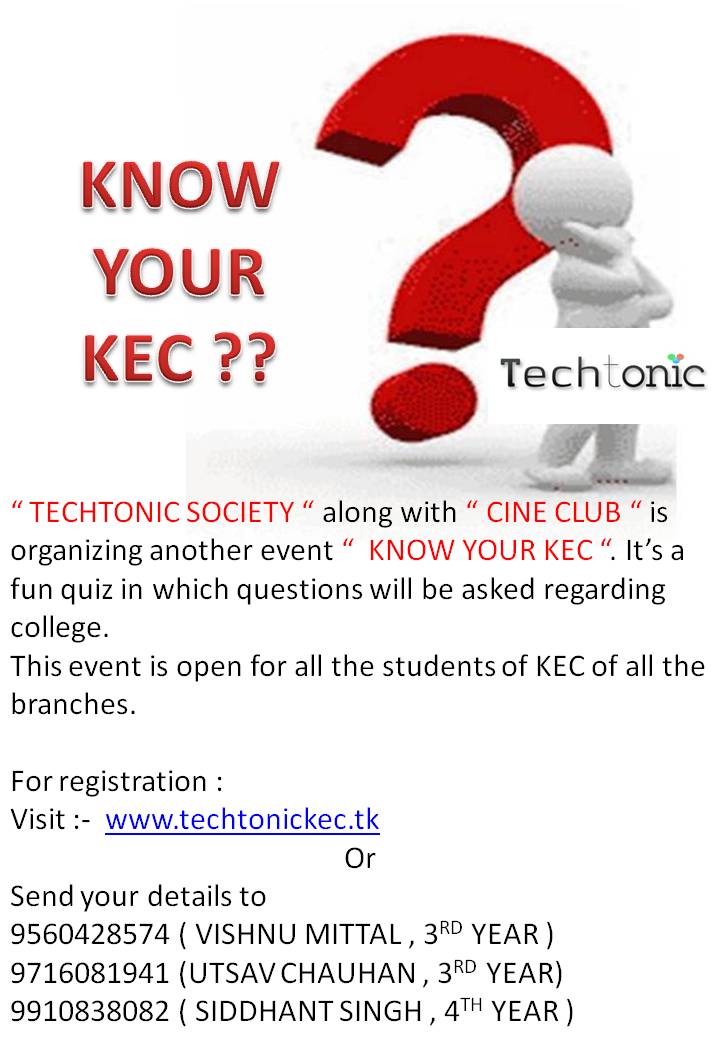 KNOW
YOUR
KEC ??
Techtonic
“ TECHTONIC SOCIETY “ along with “ CINE CLUB “ is
organizing another event “  KNOW YOUR KEC “. It’s a
fun quiz in which questions will be asked regarding
college.
This event is open for all the students of KEC of all the
branches.
For registration :
Visit :-  www.techtonickec.tk
Or
Send your details to
9560428574 ( VISHNU MITTAL , 3RD YEAR )
9716081941 (UTSAV CHAUHAN , 3RD YEAR)
9910838082 ( SIDDHANT SINGH , 4TH YEAR )